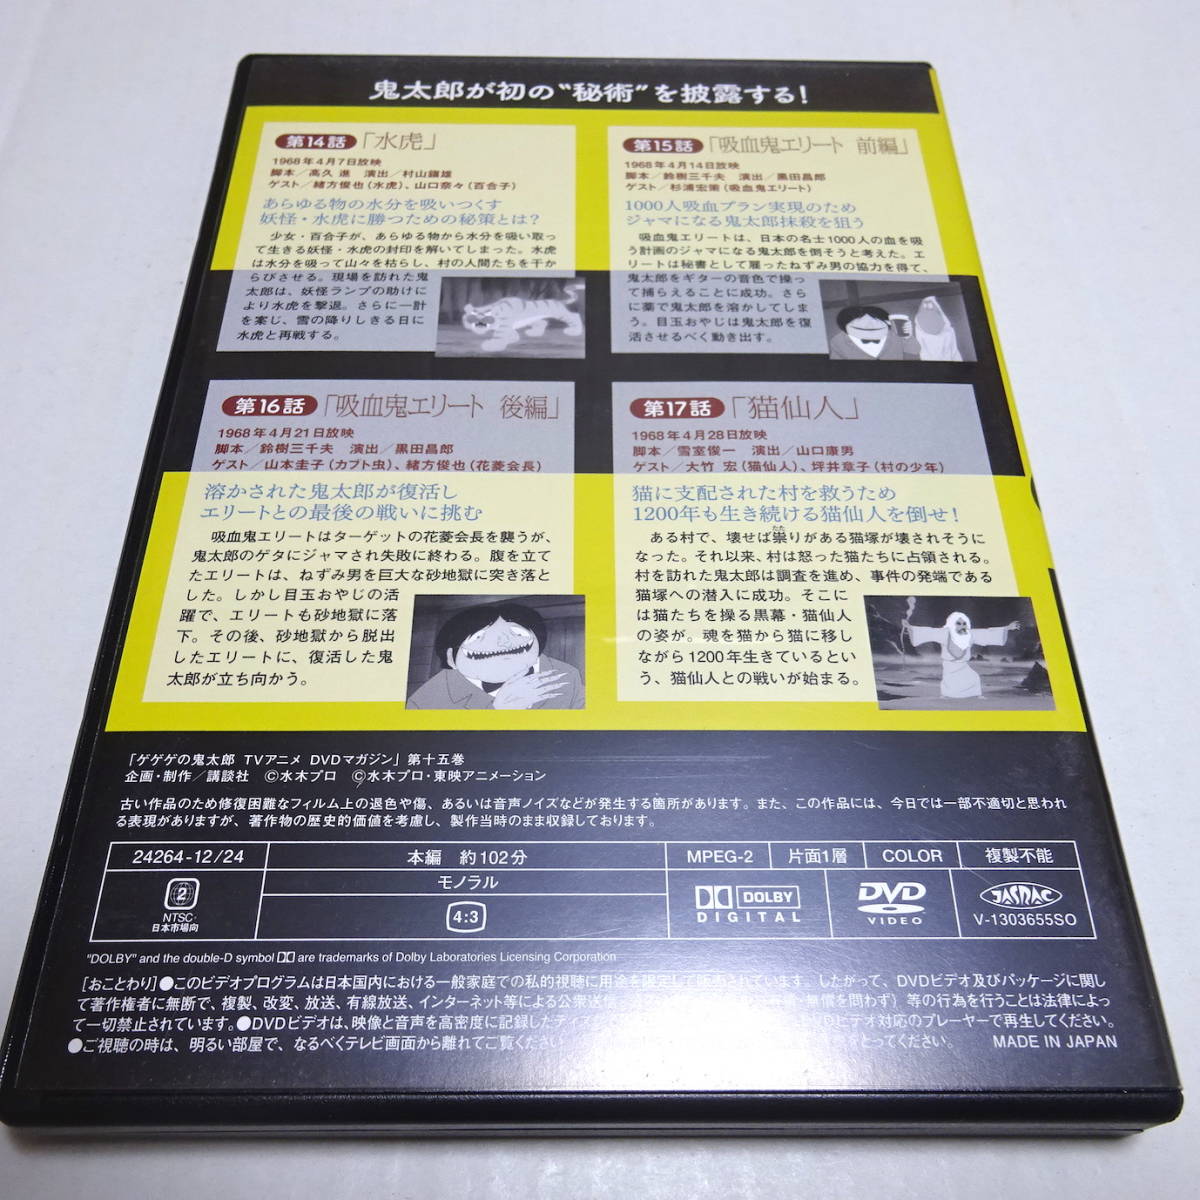 鬼太郎が初の“秘術”を披露する!
第14話「水虎」
1968年4月7日放映
脚本/高久 進 演出/村山鎮雄
ゲスト/緒方俊也(水虎)、山口奈々(百合子)
あらゆる物の水分を吸いつくす
妖怪・水虎に勝つための秘策とは?
少女・百合子が、あらゆる物から水分を吸い取っ
て生きる妖怪・水虎の封印を解いてしまった。水虎
は水分を吸って山々を枯らし、村の人間たちを干か
らびさせる。現場を訪れた鬼
太郎は、妖怪ランプの助けに
より水虎を撃退。さらに一計
を案じ、雪の降りしきる日に
水虎と再戦する。
第15話「吸血鬼エリート 前編」
1968年4月14日放映
脚本/鈴樹三千夫 演出/黒田昌郎
ゲスト/杉浦宏策(吸血鬼エリート)
1000人吸血プラン実現のため
ジャマになる鬼太郎抹殺を狙う
吸血鬼エリートは、日本の名士1000人の血を吸
う計画のジャマになる鬼太郎を倒そうと考えた。エ
リートは秘書として雇ったねずみ男の協力を得て、
鬼太郎をギターの音色で操っ
て捕らえることに成功。さら
に薬で鬼太郎を溶かしてしま
う。目玉おやじは鬼太郎を復
活させるべく動き出す。
第16話「吸血鬼エリート 後編」
1968年4月21日放映
脚本/鈴樹三千夫 演出/黒田昌郎
ゲスト/山本圭子(カブト虫)、緒方俊也(花菱会長)
溶かされた鬼太郎が復活し
エリートとの最後の戦いに挑む
吸血鬼エリートはターゲットの花菱会長を襲うが、
鬼太郎のゲタにジャマされ失敗に終わる。腹を立て
たエリートは、ねずみ男を巨大な砂地獄に突き落と
した。しかし目玉おやじの活
躍で、エリートも砂地獄に落
下。その後、砂地獄から脱出
したエリートに、復活した鬼
太郎が立ち向かう。
第17話「猫仙人」
1968年4月28日放映
脚本/雪室俊一 演出/山口康男
ゲスト/大竹 宏(猫仙人)、坪井章子(村の少年)
猫に支配された村を救うため
1200年も生き続ける猫仙人を倒せ!
ある村で、壊せば祟りがある猫塚が壊されそうに
なった。それ以来、村は怒った猫たちに占領される。
村を訪れた鬼太郎は調査を進め、事件の発端である
猫塚への潜入に成功。そこに
は猫たちを操る黒幕・猫仙人
の姿が。魂を猫から猫に移し
ながら1200年生きているとい
う、猫仙人との戦いが始まる。
「ゲゲゲの鬼太郎 TVアニメ DVDマガジン」第十五巻
企画・制作/講談社 ©水木プロ ©水木プロ・東映アニメーション
古い作品のため修復困難なフィルム上の退色や傷、あるいは音声ノイズなどが発生する箇所があります。また、この作品には、今日では一部不適切と思われ
る表現がありますが、著作物の歴史的価値を考慮し、製作当時のまま収録しております。
24264-12/24 本編 約102分 MPEG-2 片面1層 COLOR 複製不能
2
NTSC・
日本市場向
モノラル
4:3
DOLBY
DIGITAL
DVD
VIDEO
JASRAC
V-1303655SO
"DOLBY" and the double-D symbol are trademarks of Dolby Laboratories Licensing Corporation
[おことわり]●このビデオプログラムは日本国内における一般家庭での私的視聴に用途を限定して販売されています。したがって、DVDビデオ及びパッケージに関し
て著作権者に無断で、複製、改変、放送、有線放送、インターネット等による公衆送信 有償・無償を問わず)等の行為を行うことは法律によっ
て一切禁止されています。●DVDビデオは、映像と音声を高密度に記録したディス DVDビデオ対応のプレーヤーで再生してください。
●ご視聴の時は、明るい部屋で、なるべくテレビ画面から離れてご覧ください とってください。 MADE IN JAPAN